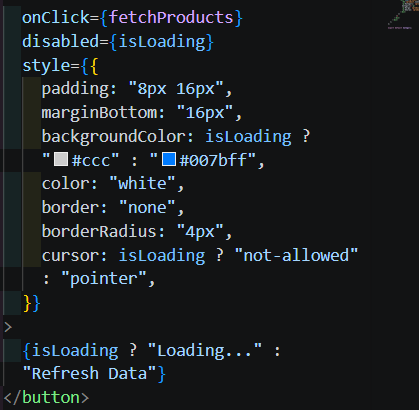 onClick={fetchProducts}
disabled={isLoading}
style={{
padding: "8px 16px",
marginBottom: "16px",
backgroundColor: isLoading ?
"#ccc" : "#007bff",
color: "white",
border: "none",
borderRadius: "4px",
cursor: isLoading ? "not-allowed"
: "pointer",
}}
>
{isLoading ? "Loading..." :
"Refresh Data"}
</button>